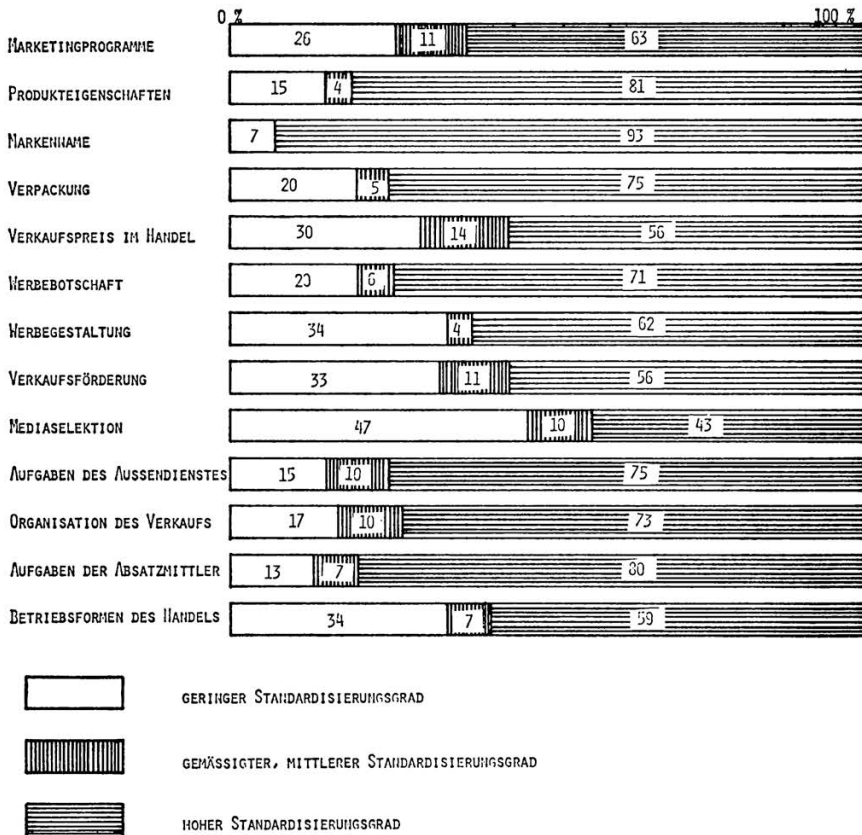 0 % 100 %
MARKETINGPROGRAMME 26 11 63
PRODUKTEIGENSCHAFTEN 15 4 81
MARKENNAME 7 93
VERPACKUNG 20 5 75
VERKAUFSPREIS IM HANDEL 30 14 56
WERBEBOTSCHAFT 20 6 71
WERBEGESTALTUNG 34 4 62
VERKAUFSFÖRDERUNG 33 11 56
MEDIASELEKTION 47 10 43
AUFGABEN DES AUSSENDIENSTES 15 10 75
ORGANISATION DES VERKAUFS 17 10 73
AUFGABEN DER ABSATZMITTLER 13 7 80
BETRIEBSFORMEN DES HANDELS 34 7 59
GERINGER STANDARDISIERUNGSGRAD
GEMÄSSIGTER, MITTLERER STANDARDISIERUNGSGRAD
HOHER STANDARDISIERUNGSGRAD